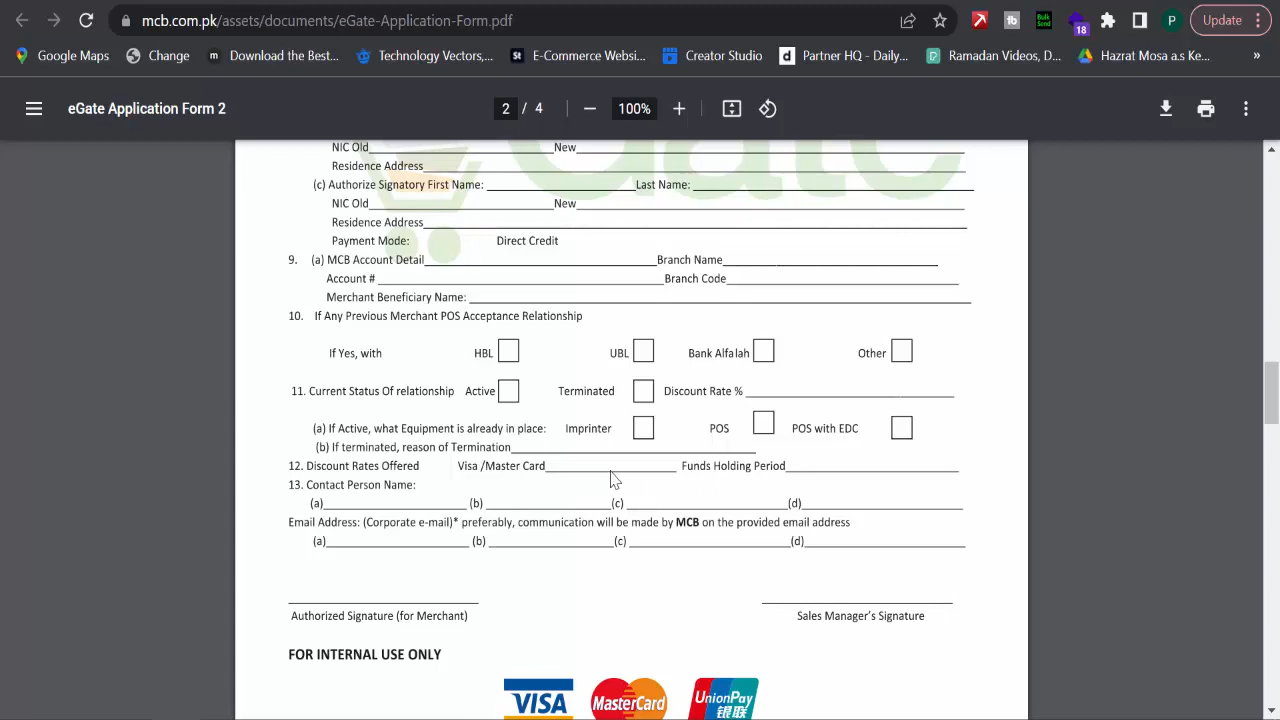 mcb.com.pk/assets/documents/eGate-Application-Form.pdf
tb
Bulk Send
18
P
Update
Google Maps
Change
m Download the Best...
Technology Vectors,...
St E-Commerce Websi...
Creator Studio
d Partner HQ - Daily...
Ramadan Videos, D...
Hazrat Mosa a.s Ke...
»
eGate Application Form 2
2 / 4
100%
Gate
NIC Old New
Residence Address
(c) Authorize Signatory First Name: Last Name:
NIC Old New
Residence Address
Payment Mode: Direct Credit
9. (a) MCB Account Detail Branch Name
Account # Branch Code
Merchant Beneficiary Name:
10. If Any Previous Merchant POS Acceptance Relationship
If Yes, with HBL UBL Bank Alfalah Other
11. Current Status Of relationship Active Terminated Discount Rate %
(a) If Active, what Equipment is already in place: Imprinter POS POS with EDC
(b) If terminated, reason of Termination
12. Discount Rates Offered Visa /Master Card Funds Holding Period
13. Contact Person Name:
(a) (b) (c) (d)
Email Address: (Corporate e-mail)* preferably, communication will be made by MCB on the provided email address
(a) (b) (c) (d)
Authorized Signature (for Merchant) Sales Manager's Signature
FOR INTERNAL USE ONLY
VISA MasterCard UnionPay
银联